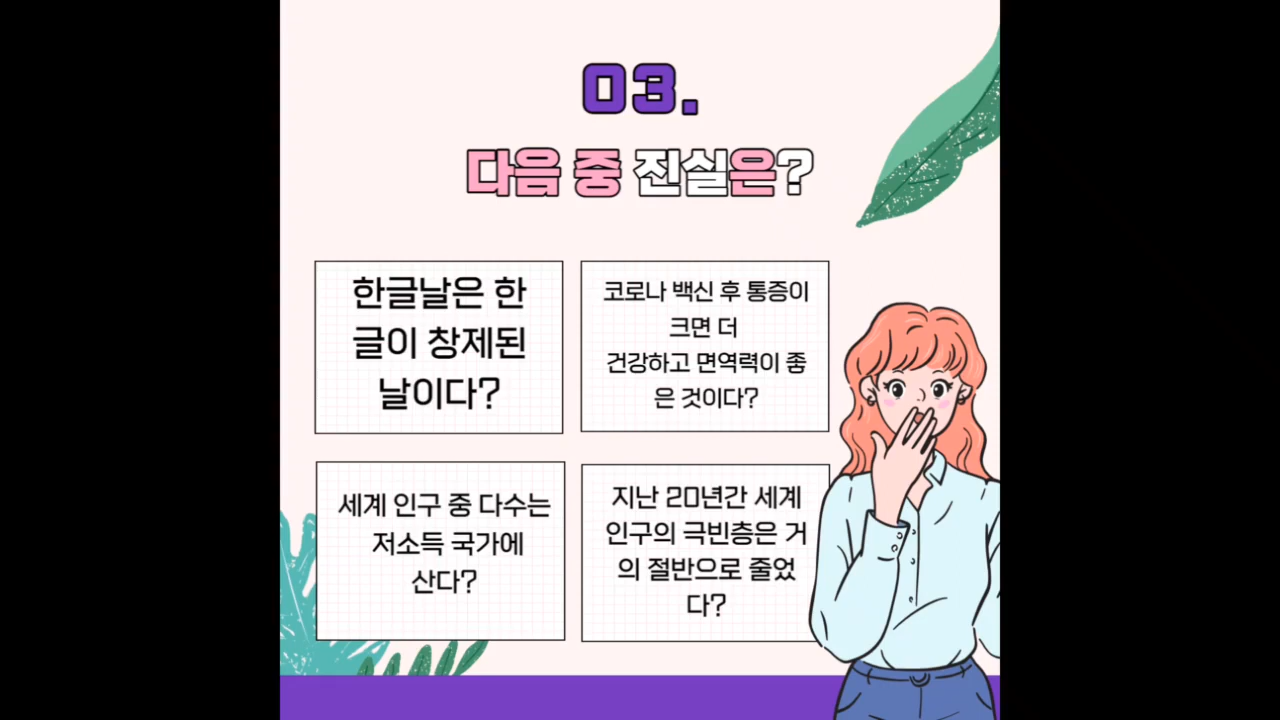 03.
다음 중 진실은?
한글날은 한
글이 창제된
날이다?
코로나 백신 후 통증이
크면 더
건강하고 면역력이 좋
은 것이다?
세계 인구 중 다수는
저소득 국가에
산다?
지난 20년간 세계
인구의 극빈층은 거
의 절반으로 줄었
다?